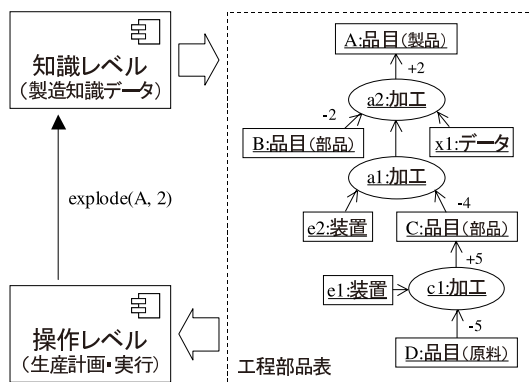 知識レベル
(製造知識データ)
explode(A, 2)
操作レベル
(生産計画・実行)
A:品目(製品)
+2
a2:加工
-2
B:品目(部品)
x1:データ
a1:加工
-4
e2:装置
C:品目(部品)
+5
e1:装置
c1:加工
-5
D:品目(原料)
工程部品表